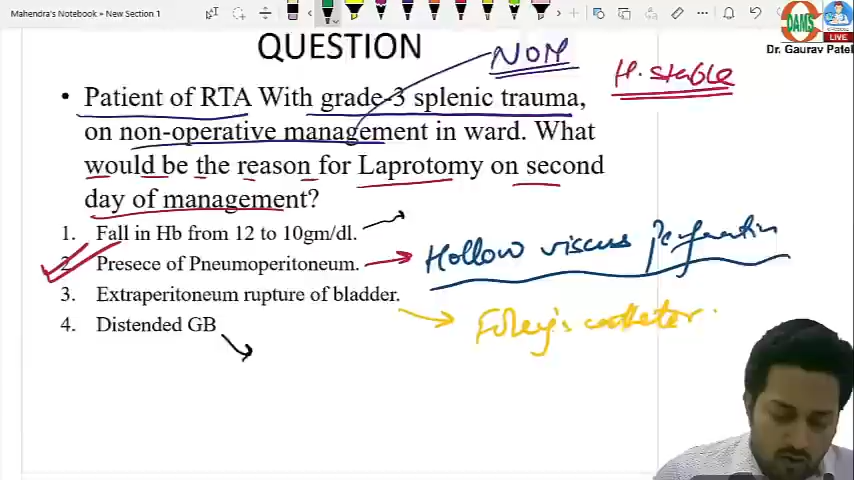 Mahendra's Notebook » New Section 1
DAMS
LIVE
Dr. Gaurav Patel
QUESTION
NOM
H. stable
• Patient of RTA With grade-3 splenic trauma,
on non-operative management in ward. What
would be the reason for Laprotomy on second
day of management?
1. Fall in Hb from 12 to 10gm/dl.
2. Presece of Pneumoperitoneum.
Hollow viscus perforation
3. Extraperitoneum rupture of bladder.
Foley's catheter.
4. Distended GB